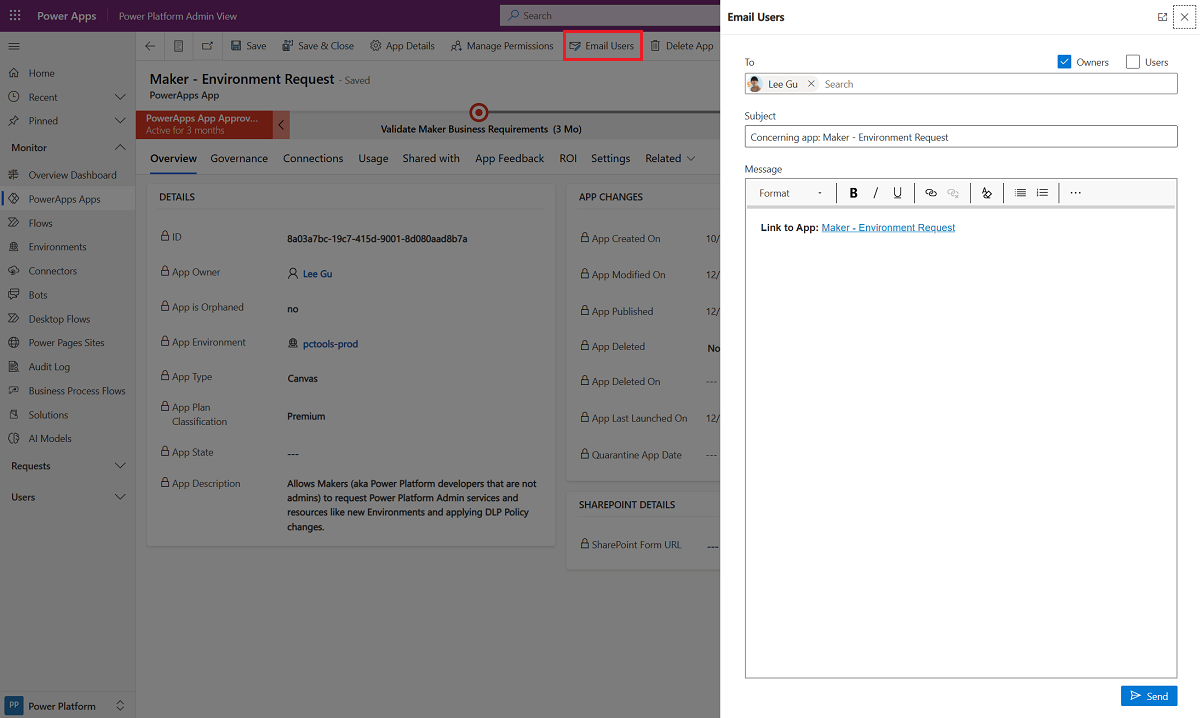 Power Apps
Power Platform Admin View
Search
Home
Recent
Pinned
Monitor
Overview Dashboard
PowerApps Apps
Flows
Environments
Connectors
Bots
Desktop Flows
Power Pages Sites
Audit Log
Business Process Flows
Solutions
AI Models
Requests
Users
PP Power Platform
Save
Save & Close
App Details
Manage Permissions
Email Users
Delete App
Maker - Environment Request - Saved
PowerApps App
PowerApps App Approv...
Active for 3 months
Validate Maker Business Requirements (3 Mo)
Overview
Governance
Connections
Usage
Shared with
App Feedback
ROI
Settings
Related
DETAILS
ID
8a03a7bc-19c7-415d-9001-8d080aad8b7a
App Owner
Lee Gu
App is Orphaned
no
App Environment
pctools-prod
App Type
Canvas
App Plan
Classification
Premium
App State
---
App Description
Allows Makers (aka Power Platform developers that are not
admins) to request Power Platform Admin services and
resources like new Environments and applying DLP Policy
changes.
APP CHANGES
App Created On
10/
App Modified On
12/
App Published
12/
App Deleted
No
App Deleted On
---
App Last Launched On
12/
Quarantine App Date
---
SHAREPOINT DETAILS
SharePoint Form URL
---
Email Users
To
Owners
Users
Lee Gu
Search
Subject
Concerning app: Maker - Environment Request
Message
Format
B I U
Link to App: Maker - Environment Request
Send